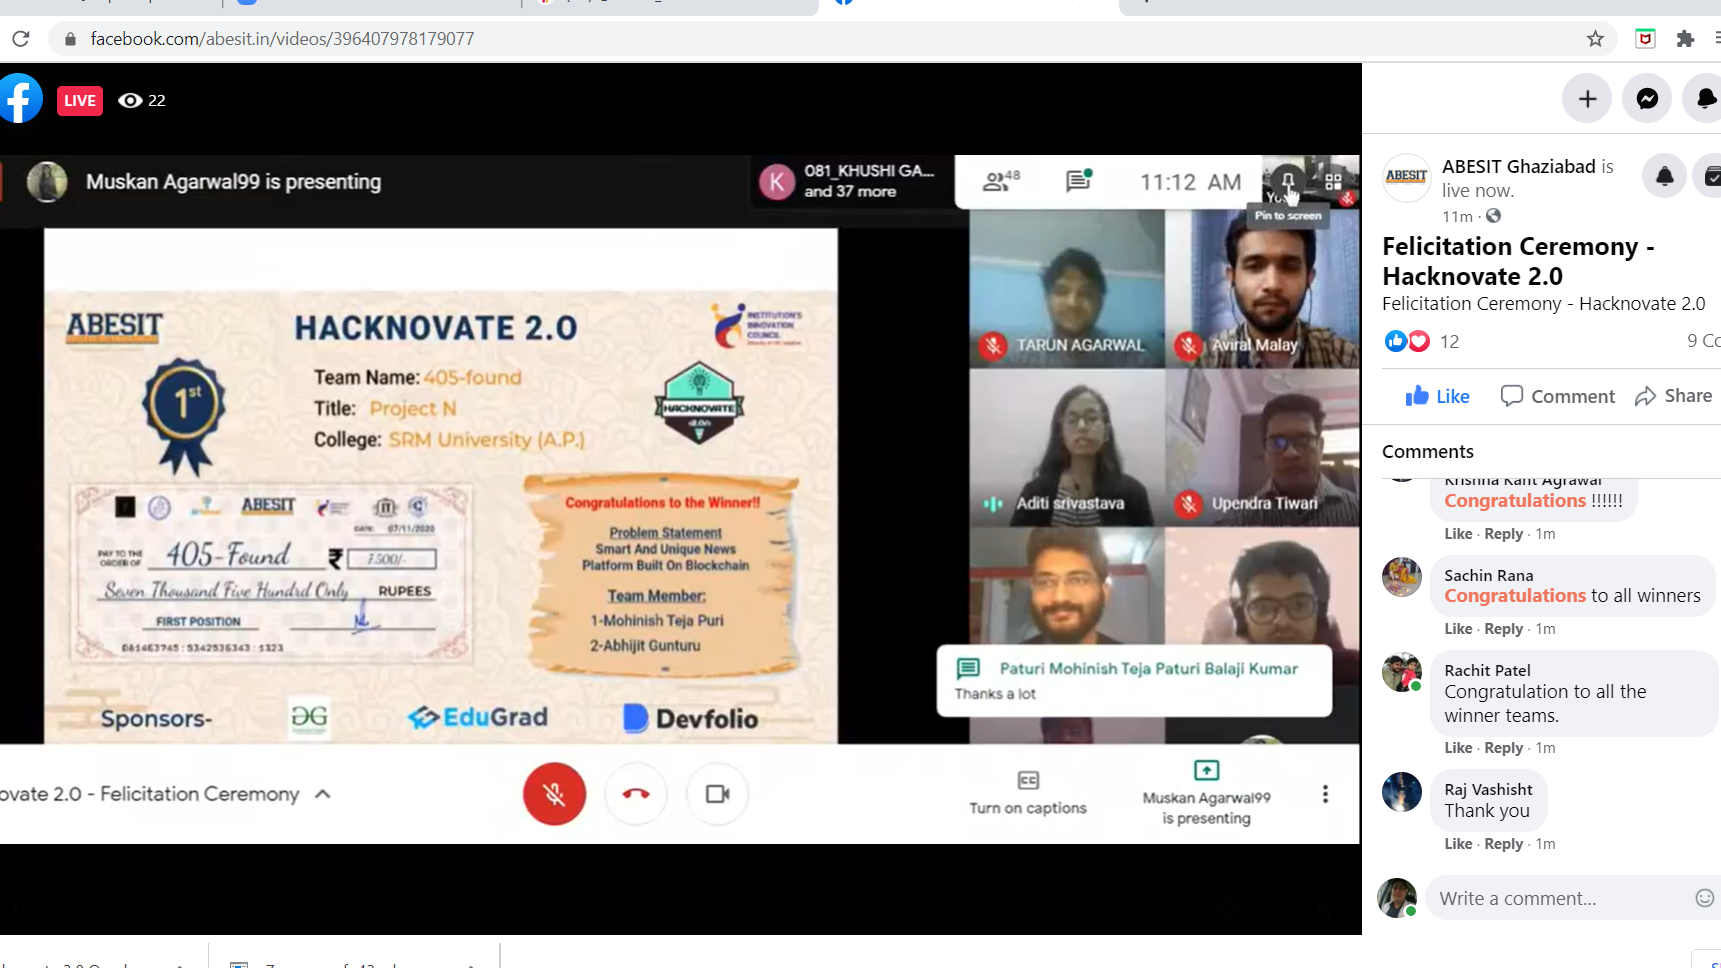 facebook.com/abesit.in/videos/396407978179077
LIVE 22
Muskan Agarwal99 is presenting
K
081_KHUSHI GA...
and 37 more
48
11:12 AM
Pin to screen
ABESIT
HACKNOVATE 2.0
INSTITUTION'S
INNOVATION
COUNCIL
1st
Team Name: 405-found
Title: Project N
College: SRM University (A.P.)
HACKNOVATE
ABESIT
DATE: 07/11/2020
PAY TO THE
ORDER OF
405-Found
₹ 7,500/-
Seven Thousand Five Hundrd Only RUPEES
FIRST POSITION
061463745 : 5342536343 : 1323
Congratulations to the Winner!!
Problem Statement
Smart And Unique News
Platform Built On Blockchain
Team Member:
1-Mohinish Teja Puri
2-Abhijit Gunturu
Sponsors-
GG
EduGrad
Devfolio
TARUN AGARWAL
Aviral Malay
Aditi srivastava
Upendra Tiwari
Paturi Mohinish Teja Paturi Balaji Kumar
Thanks a lot
ovate 2.0 - Felicitation Ceremony
Turn on captions
Muskan Agarwal99
is presenting
ABESIT
ABESIT Ghaziabad is
live now.
11m ·
Felicitation Ceremony -
Hacknovate 2.0
Felicitation Ceremony - Hacknovate 2.0
12
9 Co
Like
Comment
Share
Comments
Krishna Kant Agrawal
Congratulations !!!!!!
Like · Reply · 1m
Sachin Rana
Congratulations to all winners
Like · Reply · 1m
Rachit Patel
Congratulation to all the
winner teams.
Like · Reply · 1m
Raj Vashisht
Thank you
Like · Reply · 1m
Write a comment...